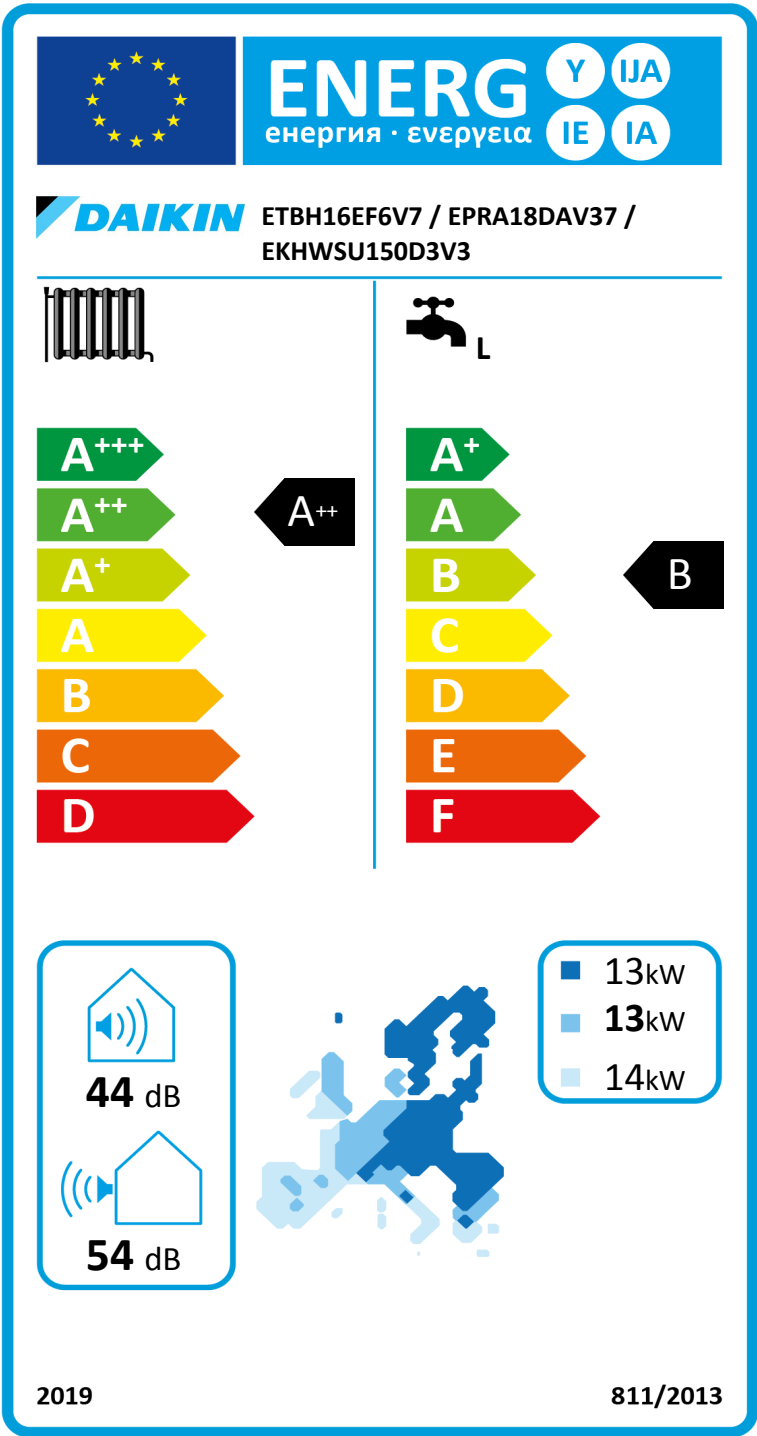 ENERG
енергия · ενεργεια
Y IJA
IE IA
DAIKIN
ETBH16EF6V7 / EPRA18DAV37 /
EKHWSU150D3V3
L
A+++
A++
A+
A
B
C
D
A++
A+
A
B
C
D
E
F
B
44 dB
54 dB
13kW
13kW
14kW
2019
811/2013